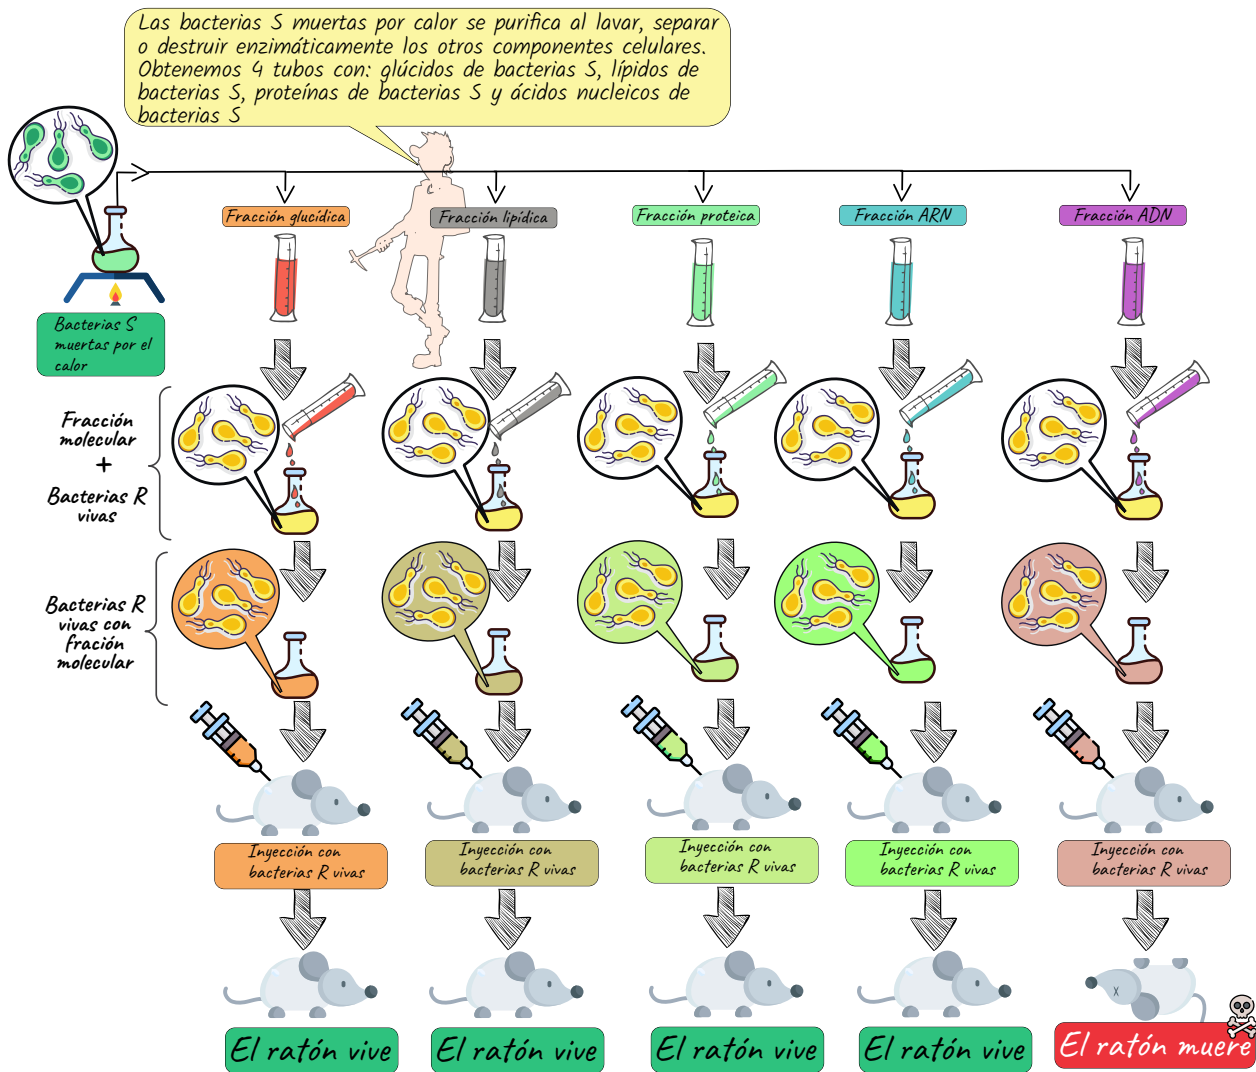 Las bacterias S muertas por calor se purifica al lavar, separar
o destruir enzimáticamente los otros componentes celulares.
Obtenemos 4 tubos con: glúcidos de bacterias S, lípidos de
bacterias S, proteínas de bacterias S y ácidos nucleicos de
bacterias S
Fracción glucídica
Fracción lipídica
Fracción proteica
Fracción ARN
Fracción ADN
Bacterias S
muertas por el
calor
Fracción
molecular
+
Bacterias R
vivas
Bacterias R
vivas con
fración
molecular
Inyección con
bacterias R vivas
Inyección con
bacterias R vivas
Inyección con
bacterias R vivas
Inyección con
bacterias R vivas
Inyección con
bacterias R vivas
El ratón vive
El ratón vive
El ratón vive
El ratón vive
El ratón muere